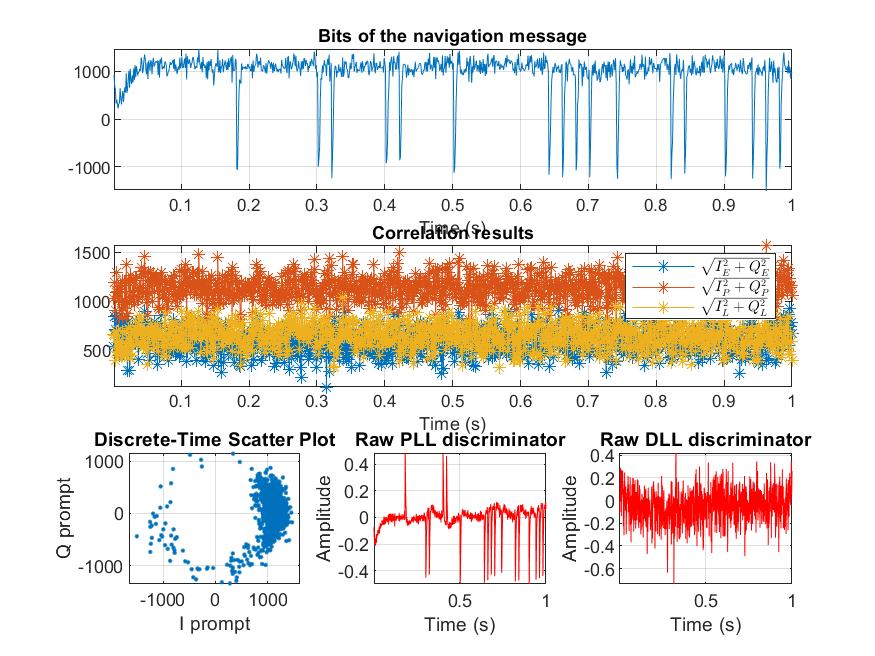 Bits of the navigation message
1000
0
-1000
0.1 0.2 0.3 0.4 0.5 0.6 0.7 0.8 0.9 1
Time (s)
Correlation results
1500
1000
500
√I_E^2 + Q_E^2
√I_P^2 + Q_P^2
√I_L^2 + Q_L^2
0.1 0.2 0.3 0.4 0.5 0.6 0.7 0.8 0.9 1
Time (s)
Discrete-Time Scatter Plot
Q prompt
1000
0
-1000
-1000 0 1000
I prompt
Raw PLL discriminator
Amplitude
0.4
0.2
0
-0.2
-0.4
0.5 1
Time (s)
Raw DLL discriminator
Amplitude
0.4
0.2
0
-0.2
-0.4
-0.6
0.5 1
Time (s)